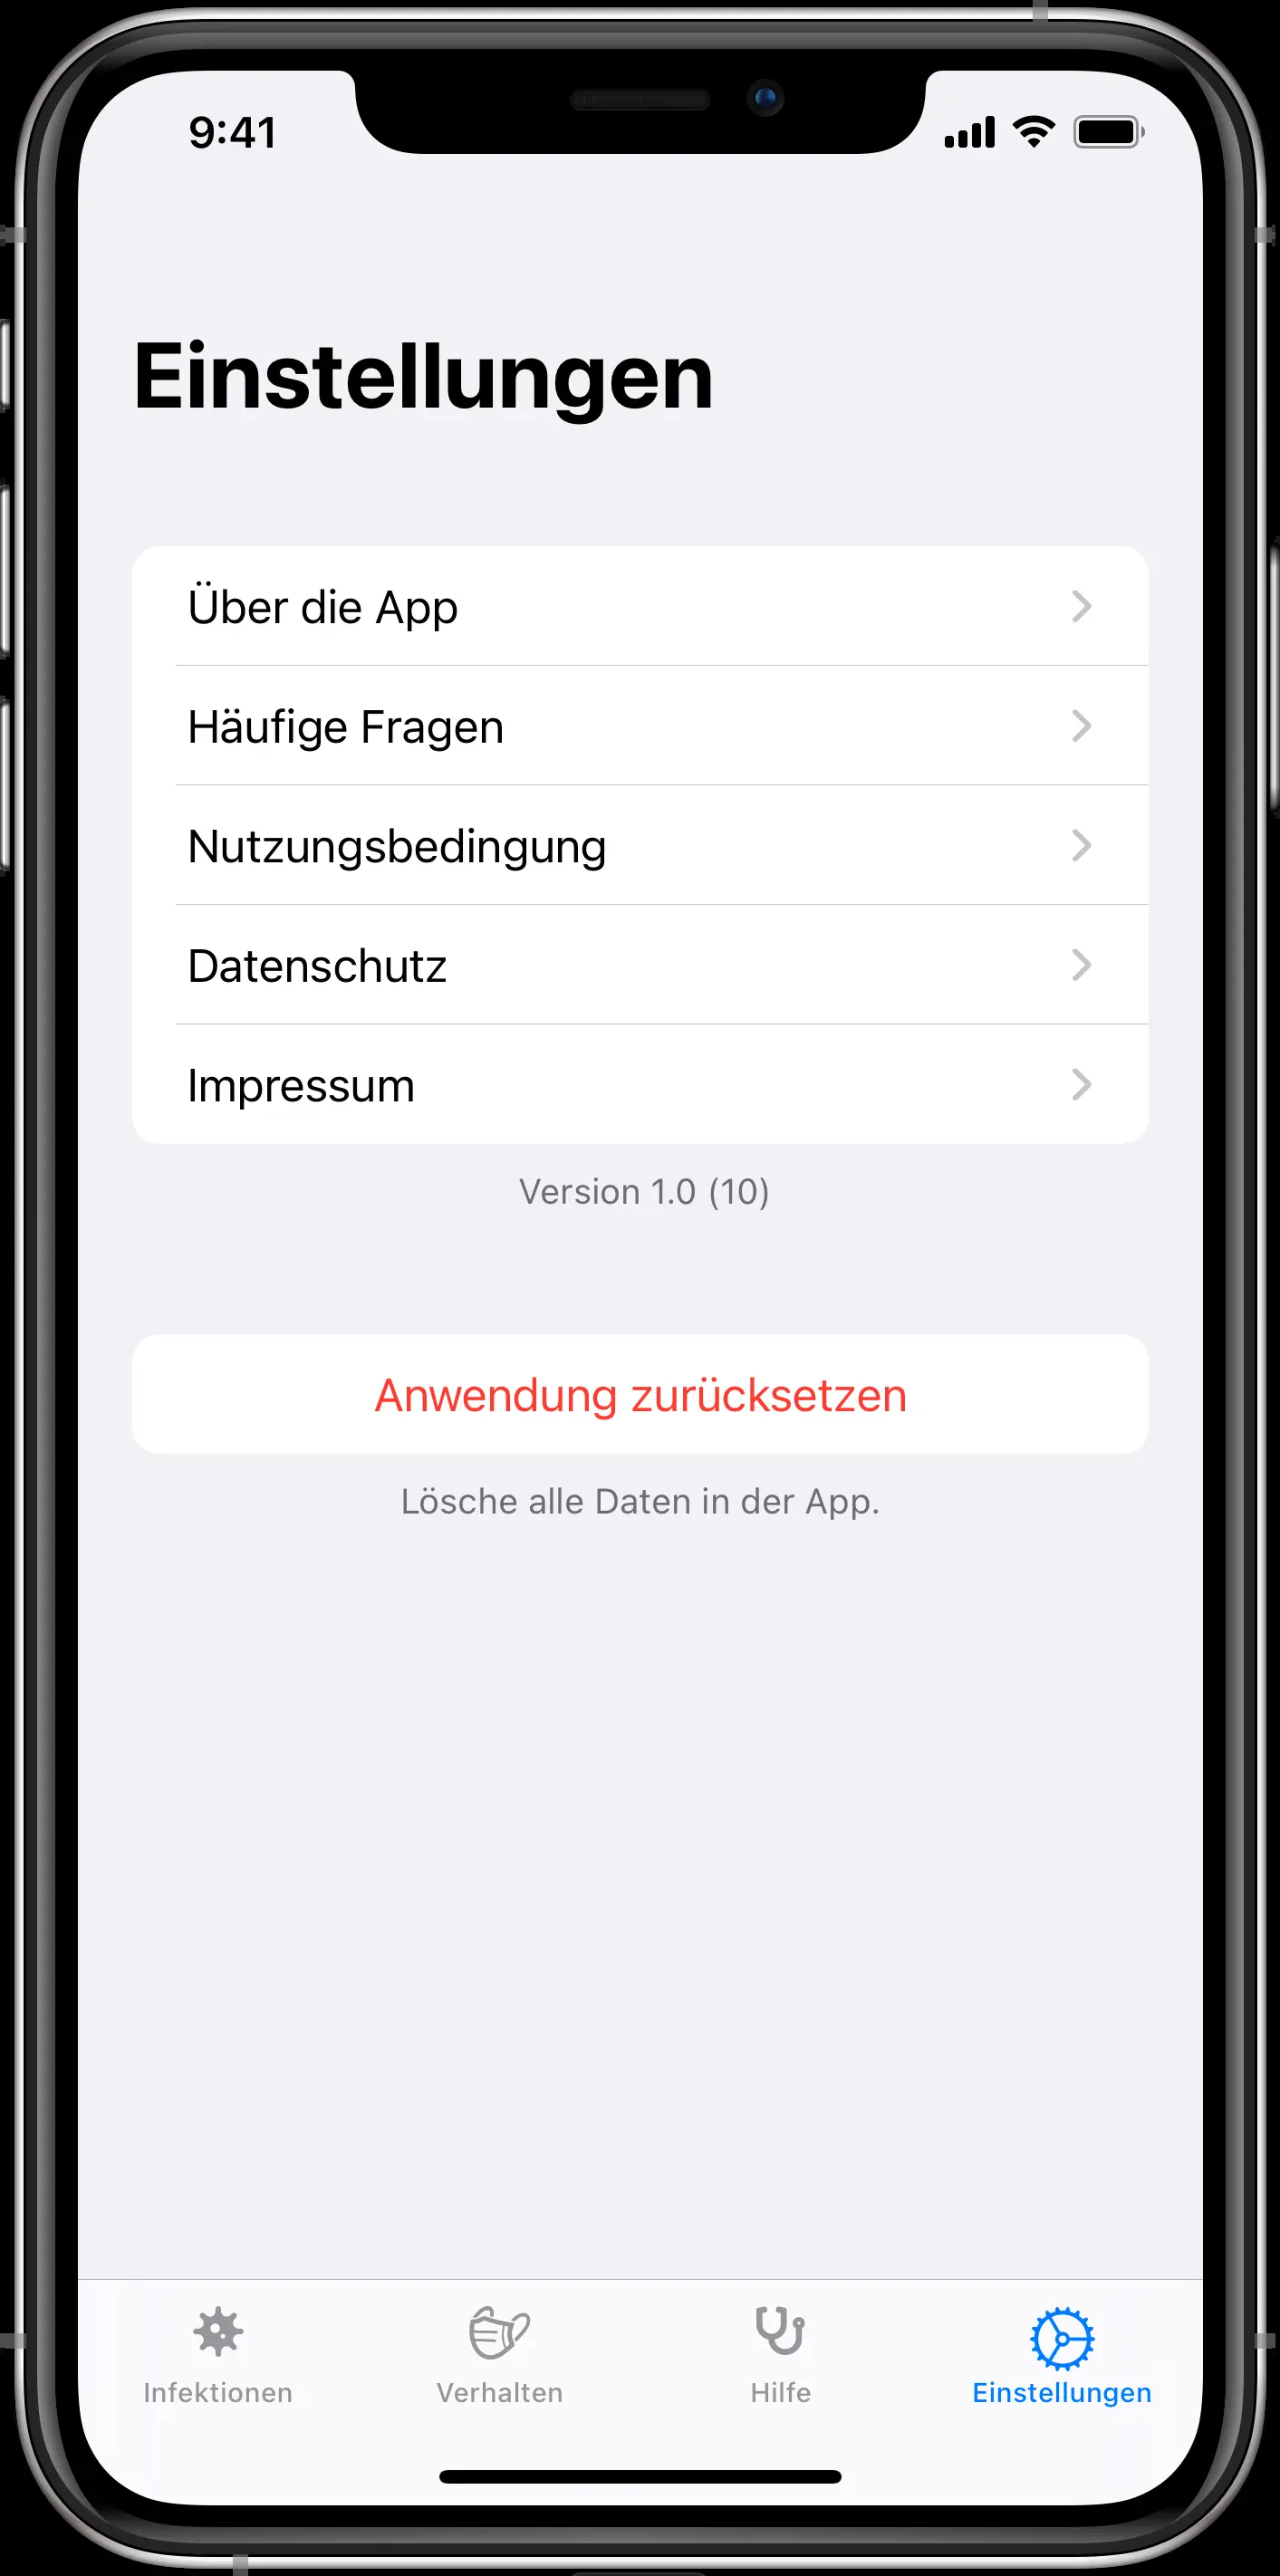 9:41
Einstellungen
Über die App
Häufige Fragen
Nutzungsbedingung
Datenschutz
Impressum
Version 1.0 (10)
Anwendung zurücksetzen
Lösche alle Daten in der App.
Infektionen
Verhalten
Hilfe
Einstellungen